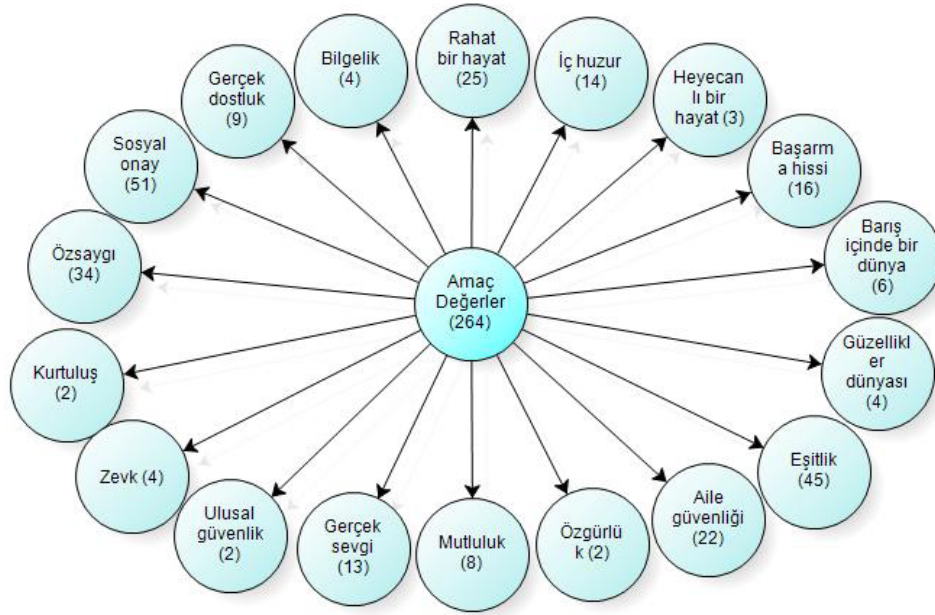 Rahat
bir hayat
(25)
İç huzur
(14)
Heyecan
lı bir
hayat (3)
Başarm
a hissi
(16)
Barış
içinde bir
dünya
(6)
Güzellikl
er
dünyası
(4)
Eşitlik
(45)
Aile
güvenliği
(22)
Özgürlü
k (2)
Mutluluk
(8)
Gerçek
sevgi
(13)
Ulusal
güvenlik
(2)
Zevk (4)
Kurtuluş
(2)
Özsaygı
(34)
Sosyal
onay
(51)
Gerçek
dostluk
(9)
Bilgelik
(4)
Amaç
Değerler
(264)